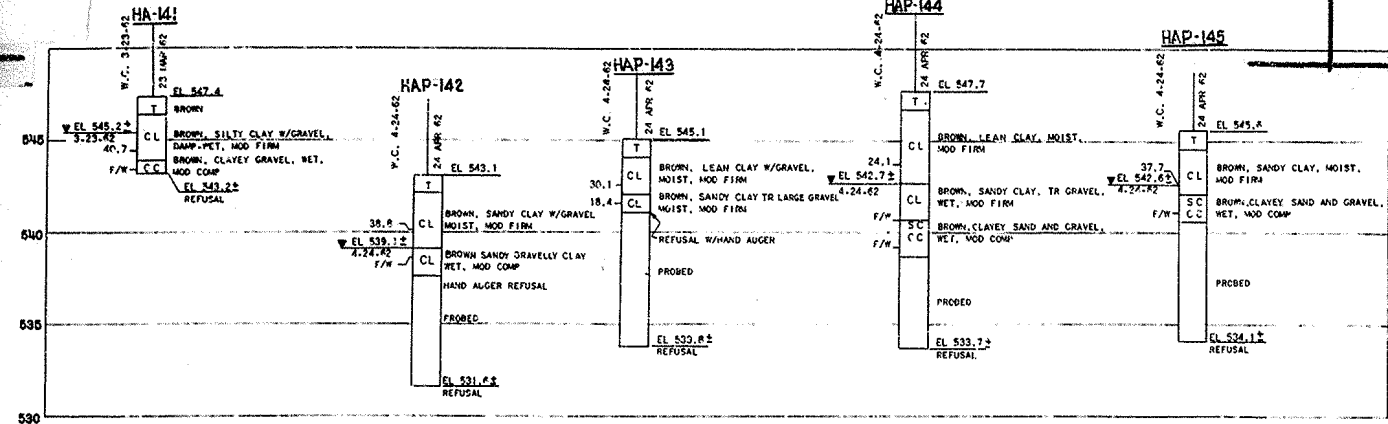 HA-141
W.C. 3-23-62
23 MAR 62
EL 547.4
T
BROWN
EL 545.2±
3-23-62
CL
BROWN, SILTY CLAY W/GRAVEL,
DAMP-WET, MOD FIRM
40.7
BROWN, CLAYEY GRAVEL, WET,
MOD COMP
F/W
EL 543.2±
REFUSAL
HAP-142
W.C. 4-24-62
24 APR 62
EL 543.1
T
38.8
CL
BROWN, SANDY CLAY W/GRAVEL
MOIST, MOD FIRM
EL 539.1±
4-24-62
F/W
CL
BROWN SANDY GRAVELLY CLAY
WET, MOD COMP
HAND AUGER REFUSAL
PROBED
EL 531.6±
REFUSAL
HAP-143
W.C. 4-24-62
24 APR 62
EL 545.1
T
CL
BROWN, LEAN CLAY W/GRAVEL,
MOIST, MOD FIRM
30.1
18.4
CL
BROWN, SANDY CLAY TR LARGE GRAVEL
MOIST, MOD FIRM
REFUSAL W/HAND AUGER
PROBED
EL 533.8±
REFUSAL
HAP-144
W.C. 4-24-62
24 APR 62
EL 547.7
T
CL
BROWN, LEAN CLAY, MOIST,
MOD FIRM
24.1
EL 542.7±
4-24-62
CL
BROWN, SANDY CLAY, TR GRAVEL,
WET, MOD FIRM
F/W
SC
BROWN, CLAYEY SAND AND GRAVEL,
WET, MOD COMP
F/W
PROBED
EL 533.7±
REFUSAL
HAP-145
W.C. 4-24-62
24 APR 62
EL 545.6
T
37.7
CL
BROWN, SANDY CLAY, MOIST,
MOD FIRM
EL 542.6±
4-24-62
SC
BROWN, CLAYEY SAND AND GRAVEL,
WET, MOD COMP
F/W
PROBED
EL 534.1±
REFUSAL
545
540
535
530